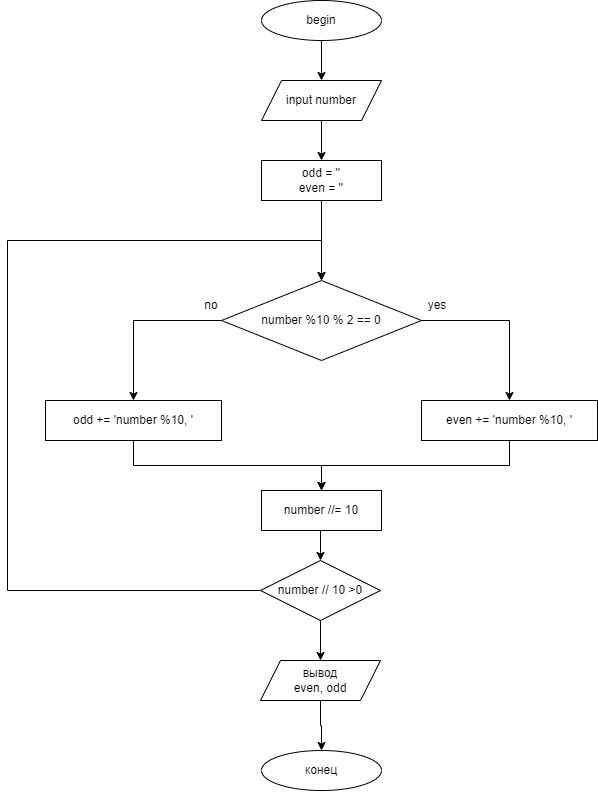 begin
input number
odd = ''
even = ''
number %10 % 2 == 0
no
yes
odd += 'number %10, '
even += 'number %10, '
number //= 10
number // 10 >0
вывод
even, odd
конец